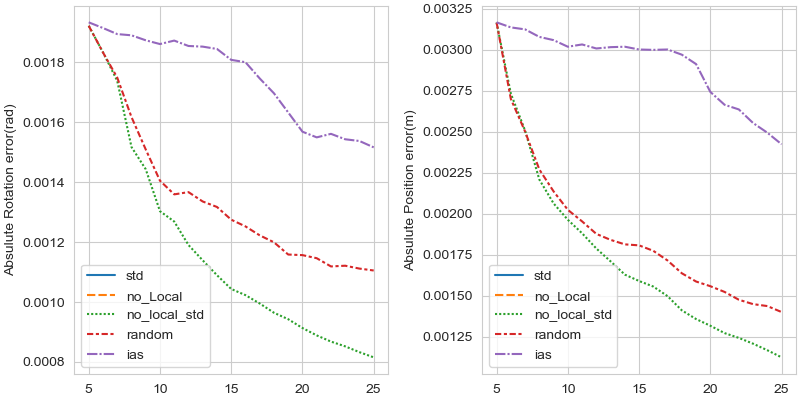 Absulute Rotation error(rad)
0.0018
0.0016
0.0014
0.0012
0.0010
0.0008
5
10
15
20
25
std
no_Local
no_local_std
random
ias
Absulute Position error(m)
0.00325
0.00300
0.00275
0.00250
0.00225
0.00200
0.00175
0.00150
0.00125
5
10
15
20
25
std
no_Local
no_local_std
random
ias